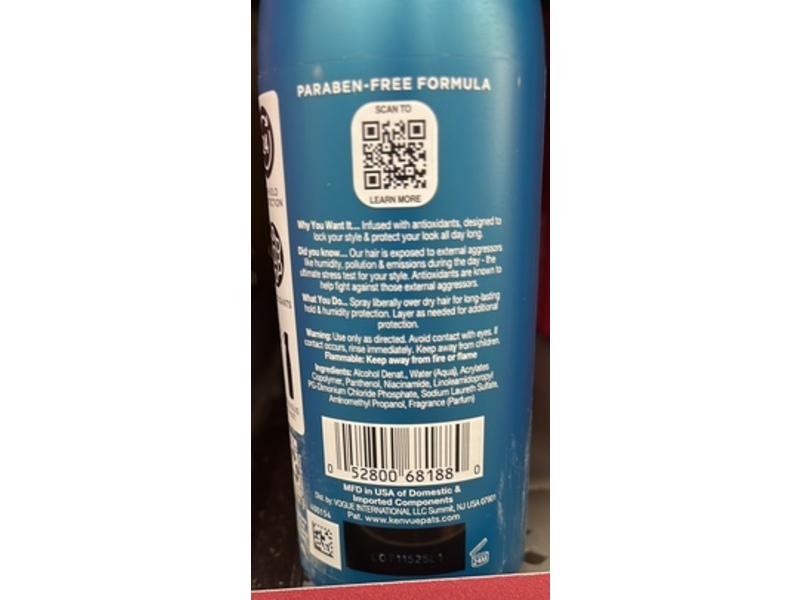 PARABEN-FREE FORMULA
SCAN TO
LEARN MORE
Why You Want It.... Infused with antioxidants, designed to
lock your style & protect your look all day long.
Did you know.... Our hair is exposed to external aggressors
like humidity, pollution & emissions during the day - the
ultimate stress test for your style. Antioxidants are known to
help fight against those external aggressors.
What You Do... Spray liberally over dry hair for long-lasting
hold & humidity protection. Layer as needed for additional
protection.
Warning: Use only as directed. Avoid contact with eyes. If
contact occurs, rinse immediately. Keep away from children.
Flammable: Keep away from fire or flame
Ingredients: Alcohol Denat., Water (Aqua), Acrylates
Copolymer, Panthenol, Niacinamide, Linoleamidopropyl
PG-Dimonium Chloride Phosphate, Sodium Laureth Sulfate,
Aminomethyl Propanol, Fragrance (Parfum)
0 52800 68188 0
MFD in USA of Domestic &
Imported Components
Dist. by: VOGUE INTERNATIONAL LLC Summit, NJ USA 07901
Pat. www.kenvuepats.com
LOT11525L1
24M